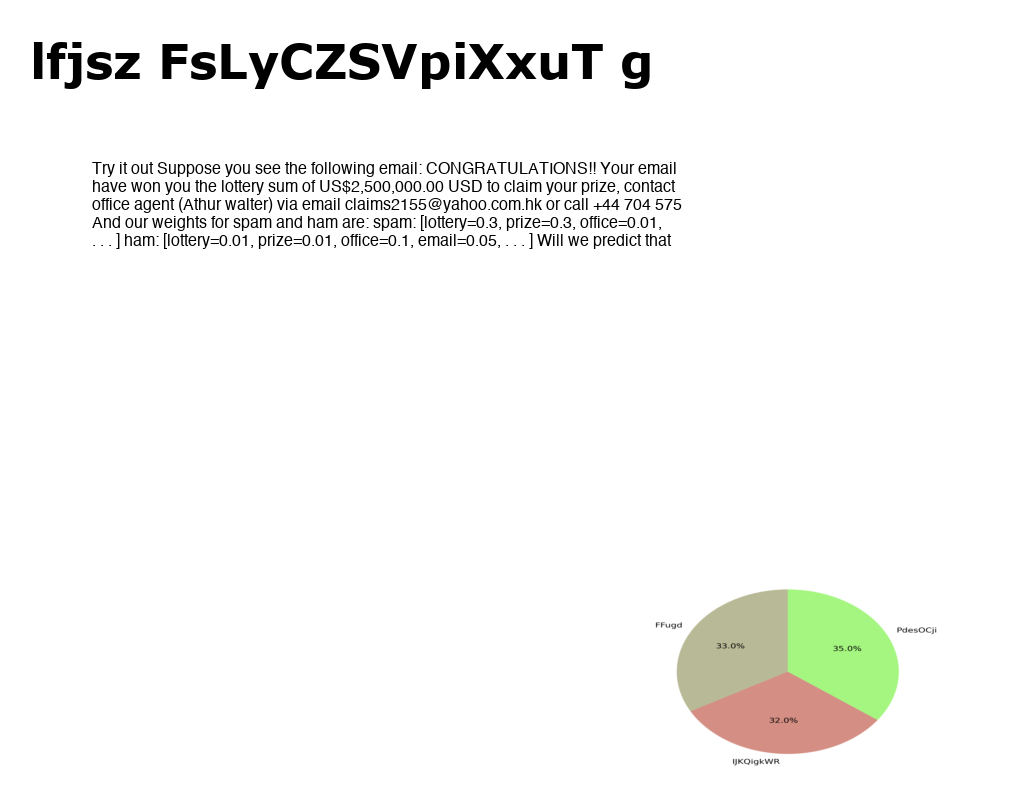 lfjsz FsLyCZSVpiXxuT g
Try it out Suppose you see the following email: CONGRATULATIONS!! Your email
have won you the lottery sum of US$2,500,000.00 USD to claim your prize, contact
office agent (Athur walter) via email claims2155@yahoo.com.hk or call +44 704 575
And our weights for spam and ham are: spam: [lottery=0.3, prize=0.3, office=0.01,
. . . ] ham: [lottery=0.01, prize=0.01, office=0.1, email=0.05, . . . ] Will we predict that
FFugd
PdesOCji
33.0%
35.0%
32.0%
IJKQigkWR